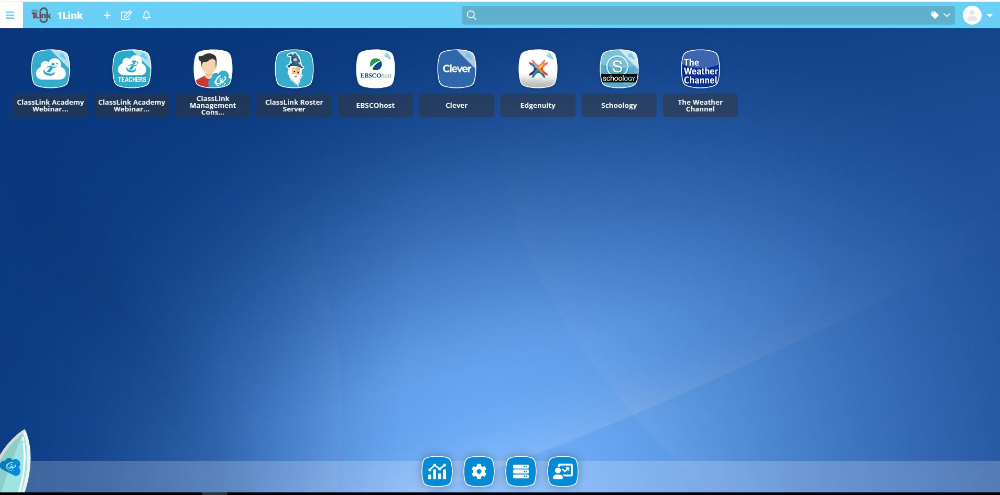 1Link
1Link
TEACHERS
EBSCOhost
Clever
S
schoology
The
Weather
Channel
ClassLink Academy
Webinar...
ClassLink Academy
Webinar...
ClassLink
Management
Cons...
ClassLink Roster
Server
EBSCOhost
Clever
Edgenuity
Schoology
The Weather
Channel